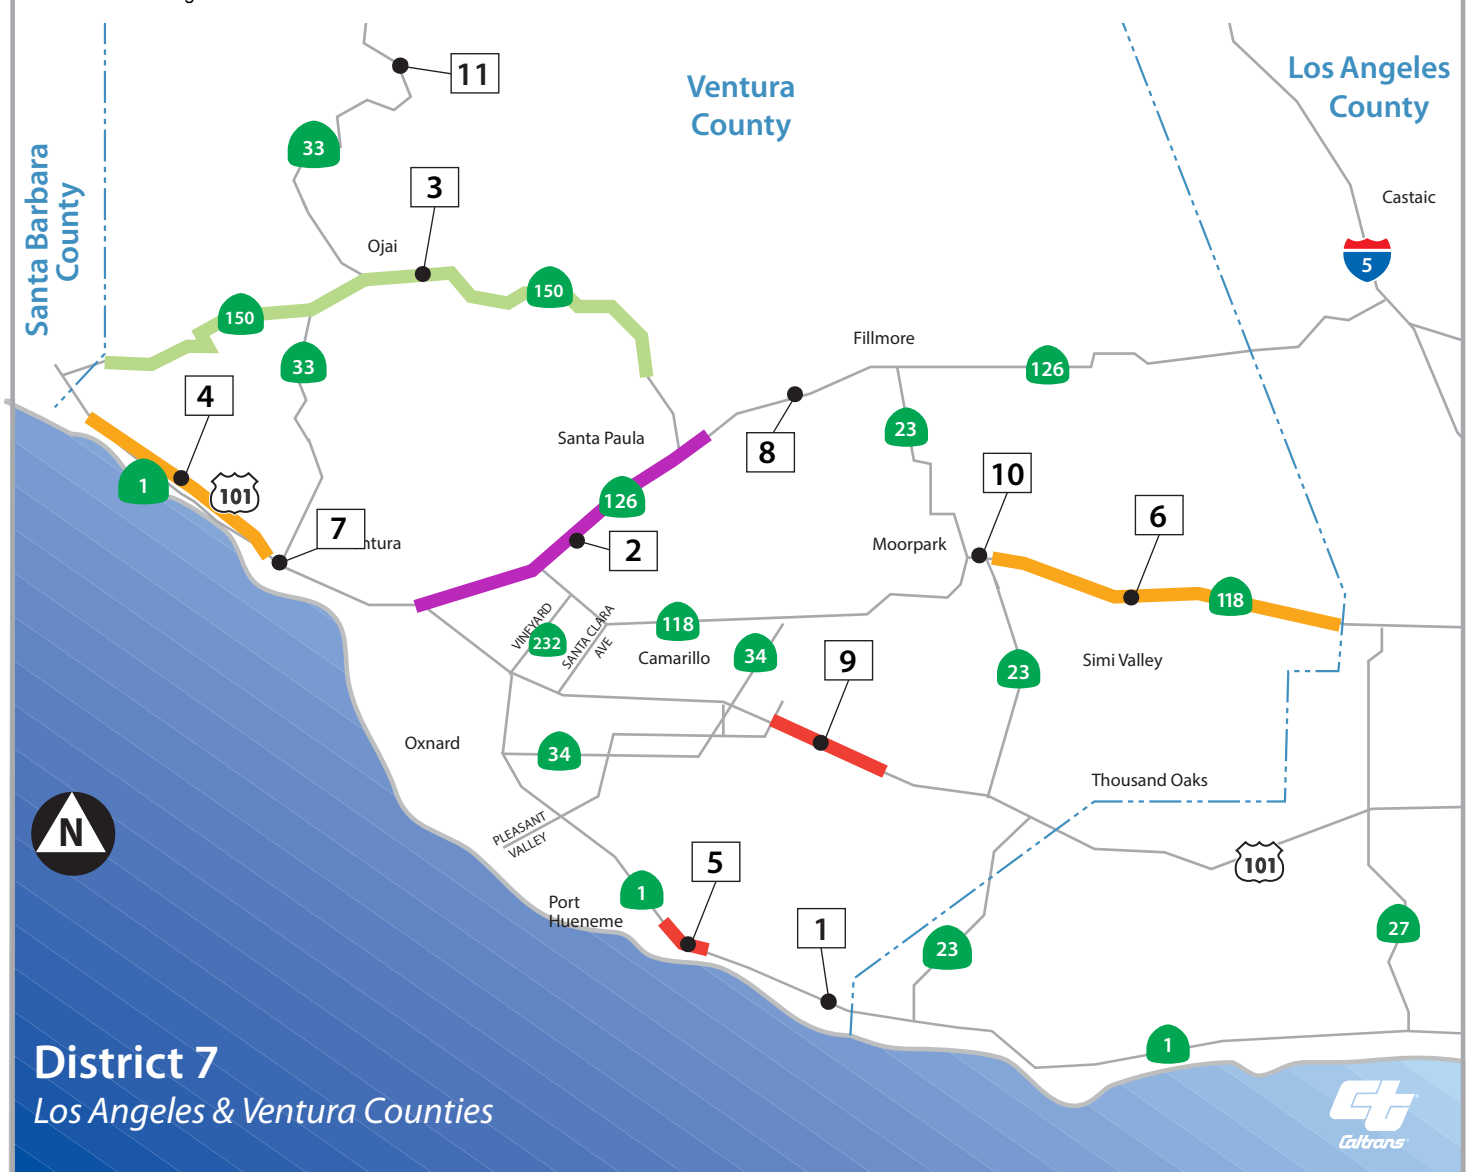 11
Ventura
County
Los Angeles
County
33
Santa Barbara
County
3
Castaic
Ojai
5
150
150
Fillmore
33
126
4
23
Santa Paula
8
10
1
101
126
6
7
ntura
2
Moorpark
118
VINEYARD
232
SANTA CLARA
AVE
118
Camarillo
34
9
23
Simi Valley
Oxnard
34
Thousand Oaks
N
PLEASANT
VALLEY
5
101
1
Port
Hueneme
1
23
27
1
District 7
Los Angeles & Ventura Counties
CT
Caltrans